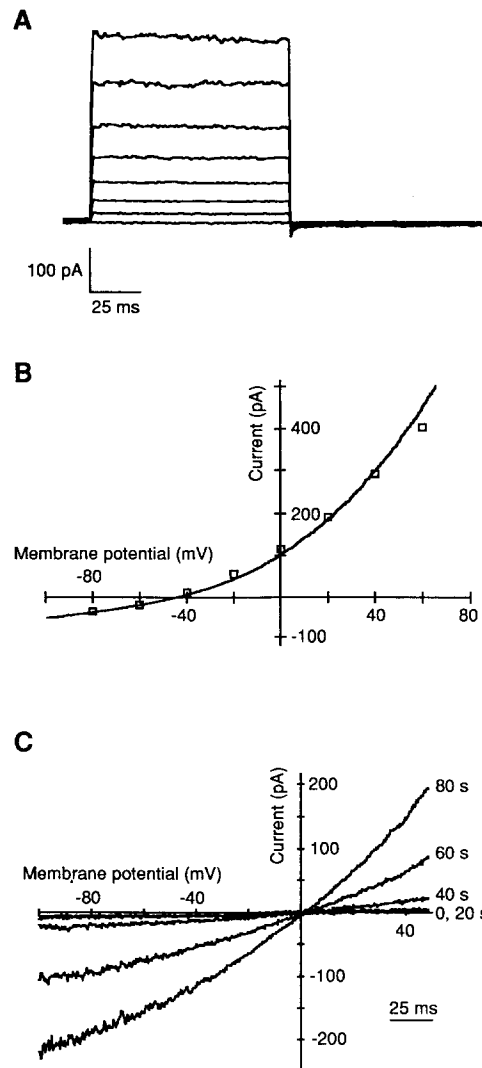 A
100 pA
25 ms
B
Current (pA)
400
200
Membrane potential (mV)
-80
-40
40
80
-100
C
Current (pA)
200
80 s
100
60 s
Membrane potential (mV)
-80
-40
40 s
0, 20 s
40
-100
25 ms
-200